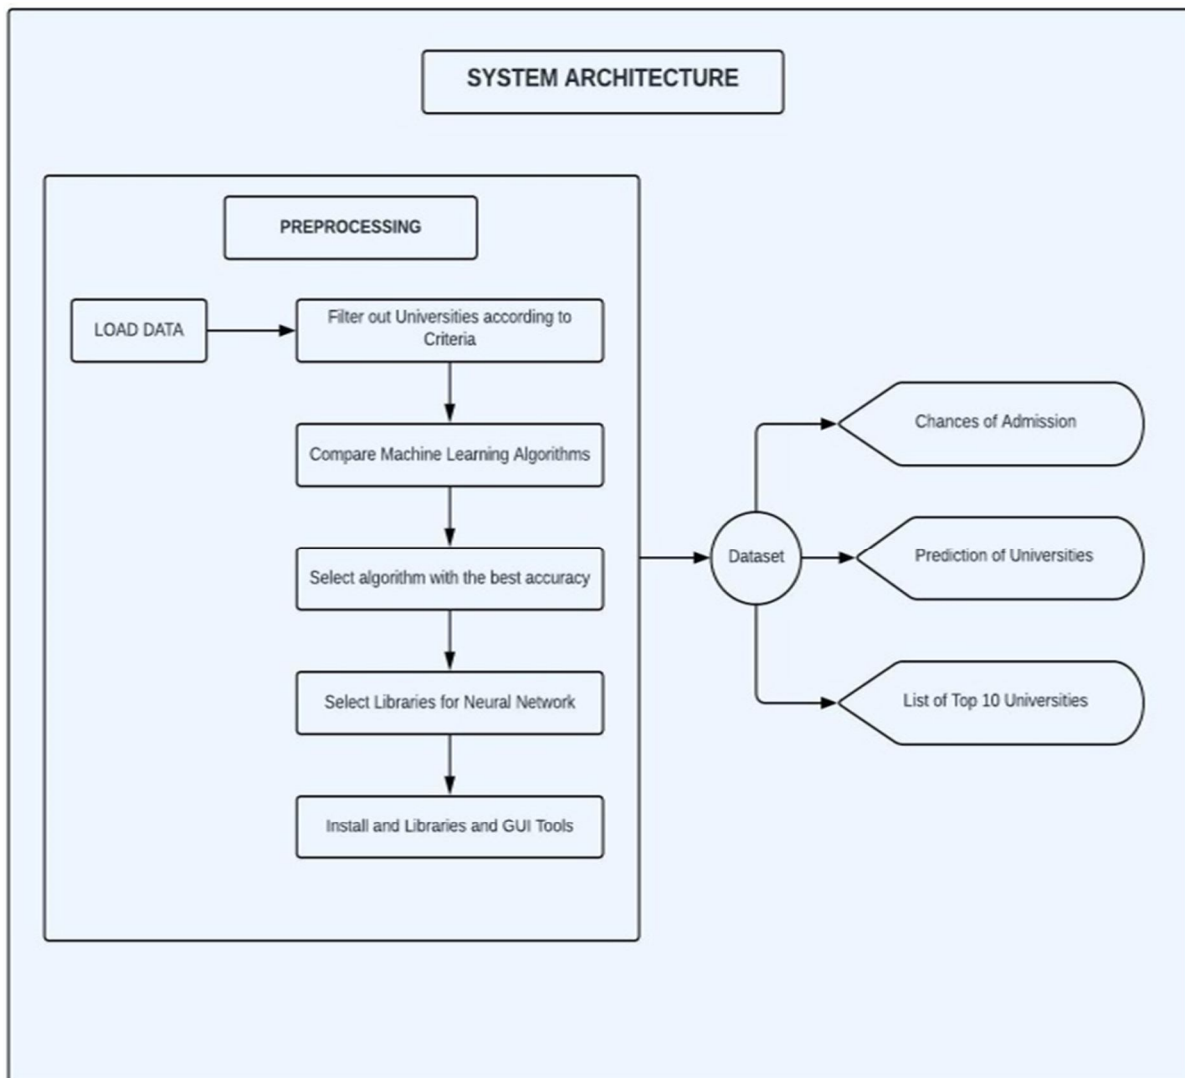 SYSTEM ARCHITECTURE
PREPROCESSING
LOAD DATA
Filter out Universities according to
Criteria
Compare Machine Learning Algorithms
Select algorithm with the best accuracy
Select Libraries for Neural Network
Install and Libraries and GUI Tools
Dataset
Chances of Admission
Prediction of Universities
List of Top 10 Universities